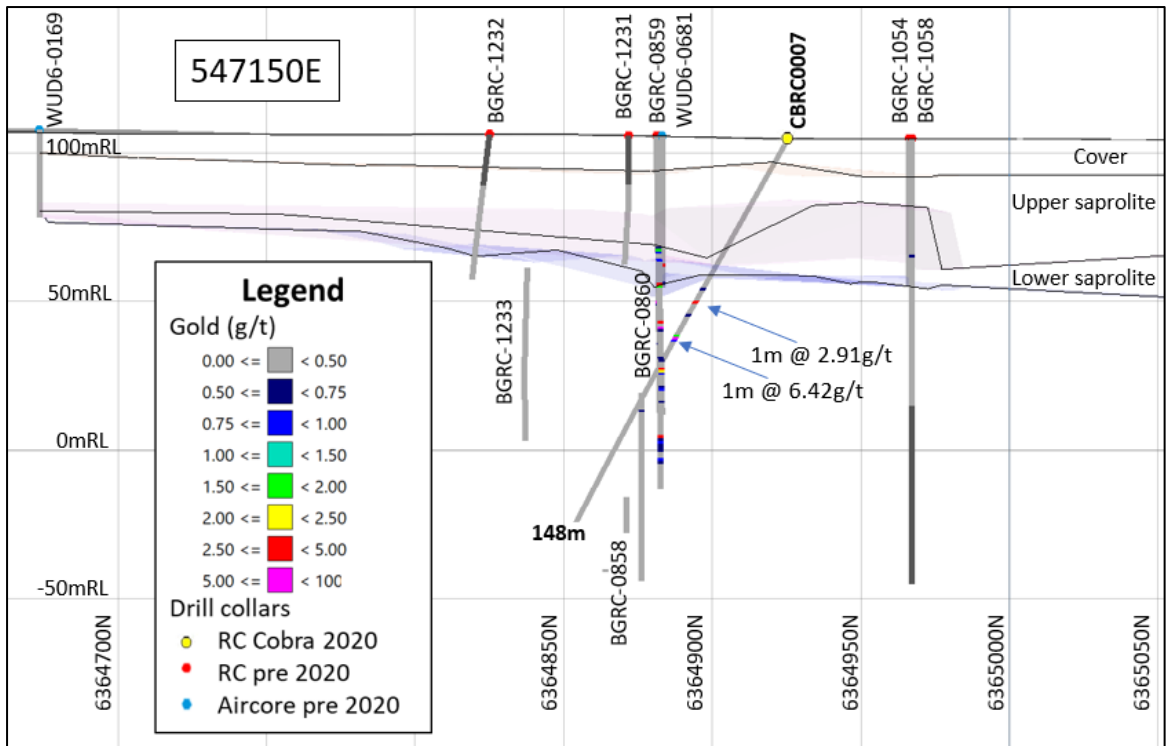 547150E
WUD6-0169
BGRC-1232
BGRC-1231
BGRC-0859
WUD6-0681
CBRC0007
BGRC-1054
BGRC-1058
100mRL
Cover
Upper saprolite
Lower saprolite
50mRL
BGRC-1233
BGRC-0860
1m @ 2.91g/t
1m @ 6.42g/t
0mRL
148m
BGRC-0858
-50mRL
Legend
Gold (g/t)
0.00 <= < 0.50
0.50 <= < 0.75
0.75 <= < 1.00
1.00 <= < 1.50
1.50 <= < 2.00
2.00 <= < 2.50
2.50 <= < 5.00
5.00 <= < 100
Drill collars
RC Cobra 2020
RC pre 2020
Aircore pre 2020
6364700N
6364850N
6364900N
6364950N
6365000N
6365050N